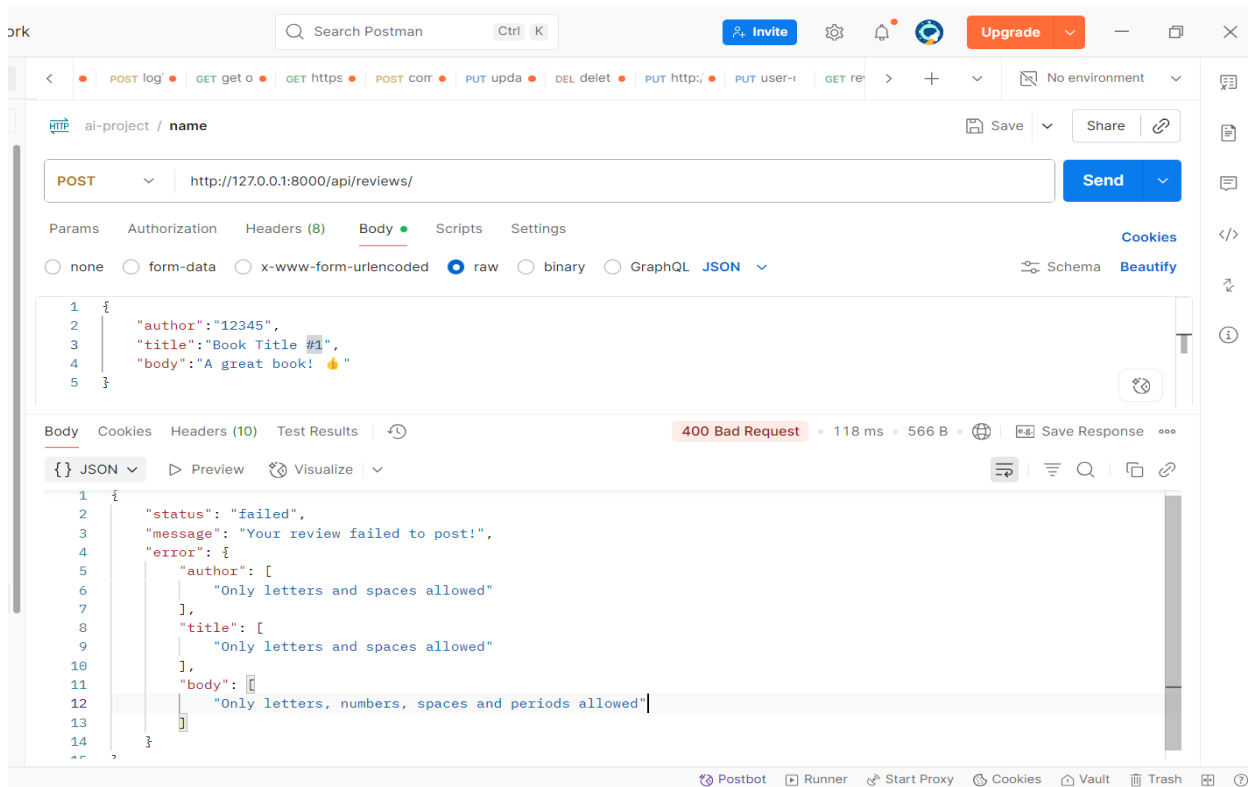 ork
Search Postman Ctrl K Invite Upgrade
POST log GET get o GET https POST com PUT upda DEL delet PUT http:/ PUT user- GET re No environment
HTTP ai-project / name Save Share
POST http://127.0.0.1:8000/api/reviews/ Send
Params Authorization Headers (8) Body Scripts Settings Cookies
none form-data x-www-form-urlencoded raw binary GraphQL JSON Schema Beautify
1 {
2 "author":"12345",
3 "title":"Book Title #1",
4 "body":"A great book! 👍"
5 }
Body Cookies Headers (10) Test Results 400 Bad Request 118 ms 566 B e.g. Save Response
{} JSON Preview Visualize
1 {
2 "status": "failed",
3 "message": "Your review failed to post!",
4 "error": {
5 "author": [
6 "Only letters and spaces allowed"
7 ],
8 "title": [
9 "Only letters and spaces allowed"
10 ],
11 "body": [
12 "Only letters, numbers, spaces and periods allowed"
13 ]
14 }
15 }
Postbot Runner Start Proxy Cookies Vault Trash